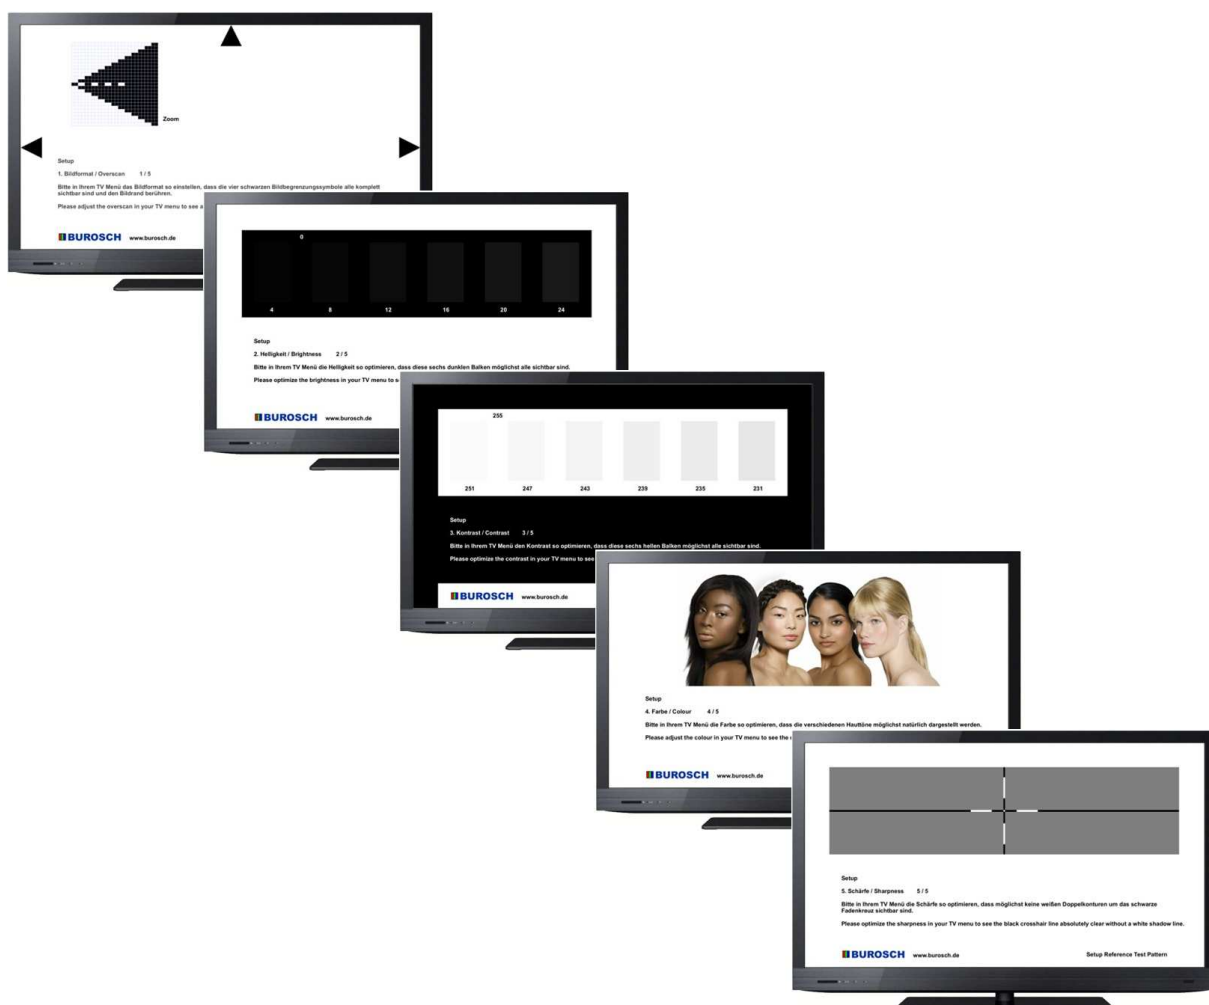 Zoom
Setup
1. Bildformat / Overscan 1 / 5
Bitte in Ihrem TV Menü das Bildformat so einstellen, dass die vier schwarzen Bildbegrenzungssymbole alle komplett
sichtbar sind und den Bildrand berühren.
Please adjust the overscan in your TV menu to see a
BUROSCH www.burosch.de
0
4 8 12 16 20 24
Setup
2. Helligkeit / Brightness 2 / 5
Bitte in Ihrem TV Menü die Helligkeit so optimieren, dass diese sechs dunklen Balken möglichst alle sichtbar sind.
Please optimize the brightness in your TV menu to s
BUROSCH www.burosch.de
255
251 247 243 239 235 231
Setup
3. Kontrast / Contrast 3 / 5
Bitte in Ihrem TV Menü den Kontrast so optimieren, dass diese sechs hellen Balken möglichst alle sichtbar sind.
Please optimize the contrast in your TV menu to see
BUROSCH www.burosch.de
Setup
4. Farbe / Colour 4 / 5
Bitte in Ihrem TV Menü die Farbe so optimieren, dass die verschiedenen Hauttöne möglichst natürlich dargestellt werden.
Please adjust the colour in your TV menu to see the
BUROSCH www.burosch.de
Setup
5. Schärfe / Sharpness 5 / 5
Bitte in Ihrem TV Menü die Schärfe so optimieren, dass möglichst keine weißen Doppelkonturen um das schwarze
Fadenkreuz sichtbar sind.
Please optimize the sharpness in your TV menu to see the black crosshair line absolutely clear without a white shadow line.
BUROSCH www.burosch.de Setup Reference Test Pattern